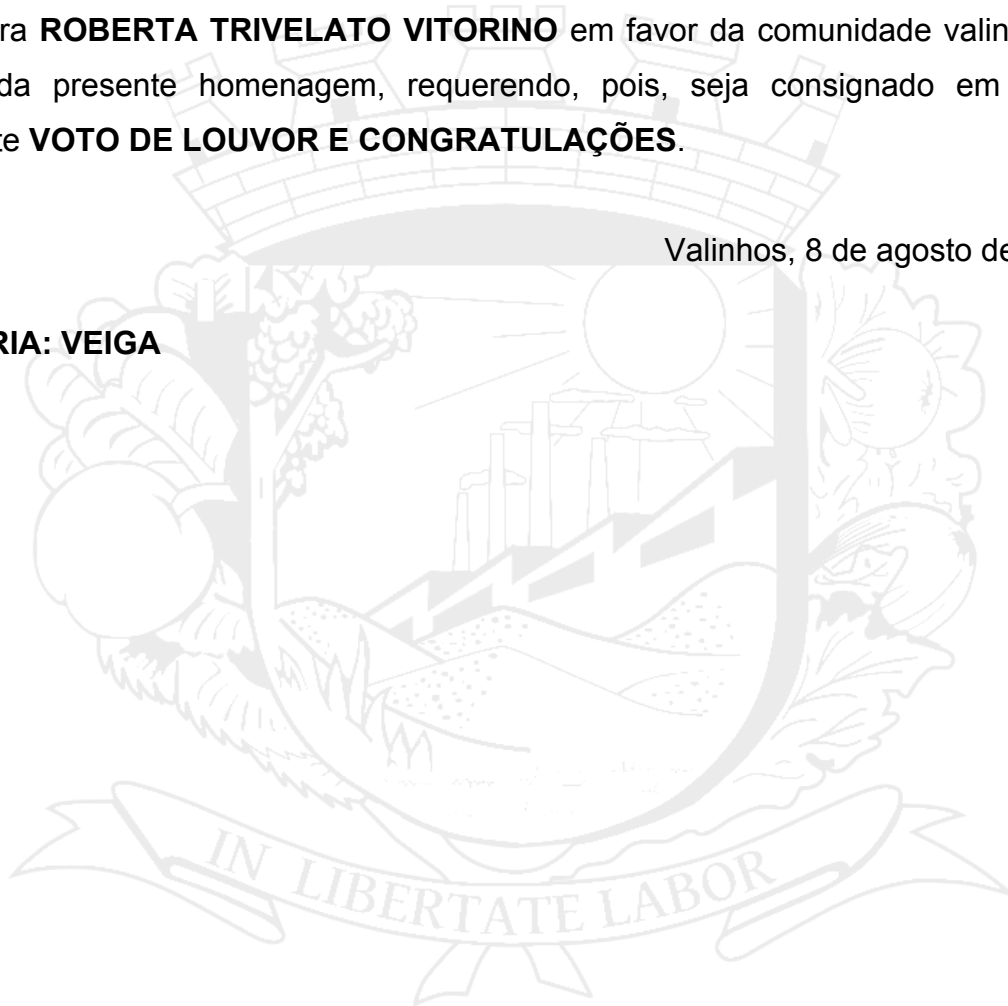 ra ROBERTA TRIVELATO VITORINO em favor da comunidade valin
da presente homenagem, requerendo, pois, seja consignado em
te VOTO DE LOUVOR E CONGRATULAÇÕES.
Valinhos, 8 de agosto de
RIA: VEIGA
IN LIBERTATE LABOR